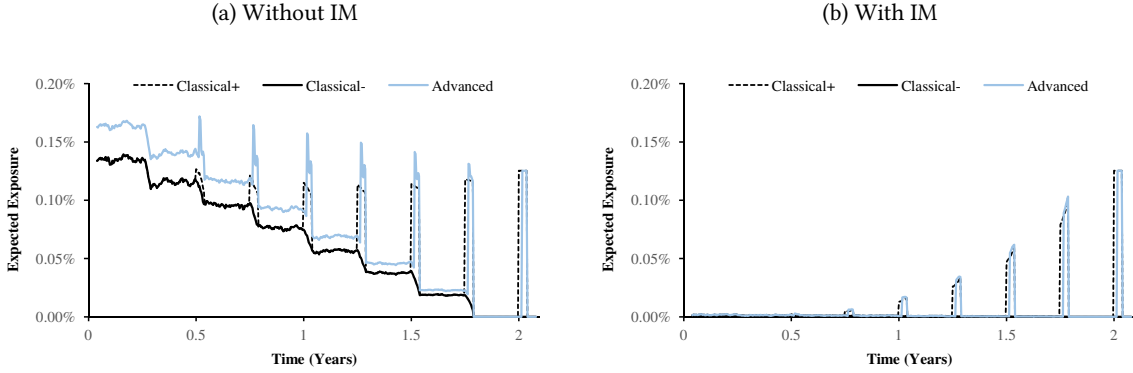 (a) Without IM
(b) With IM
0.20%
0.15%
0.10%
0.05%
0.00%
Expected Exposure
Classical+ Classical- Advanced
0 0.5 1 1.5 2
Time (Years)
0.20%
0.15%
0.10%
0.05%
0.00%
Expected Exposure
Classical+ Classical- Advanced
0 0.5 1 1.5 2
Time (Years)